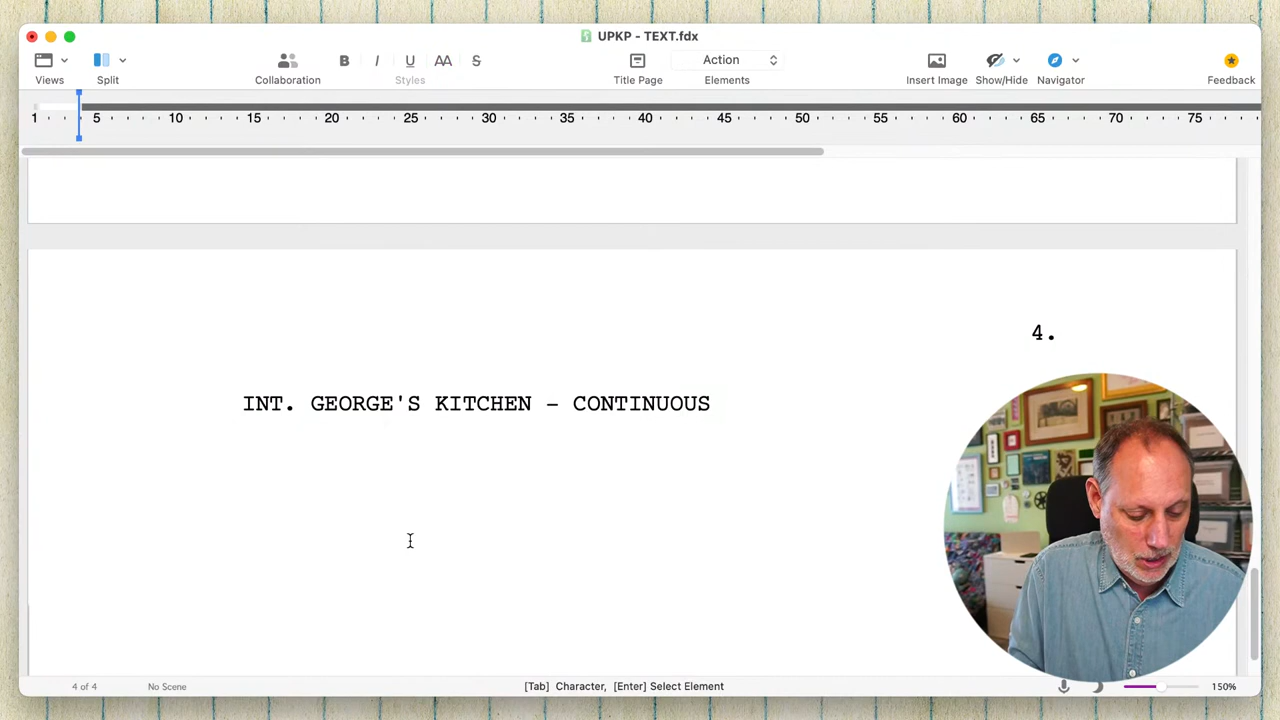 UPKP - TEXT.fdx
Views
Split
Collaboration
B I U AA S
Styles
Title Page
Action
Elements
Insert Image
Show/Hide
Navigator
Feedback
1 5 10 15 20 25 30 35 40 45 50 55 60 65 70 75
4.
INT. GEORGE'S KITCHEN – CONTINUOUS
4 of 4
No Scene
[Tab] Character, [Enter] Select Element
150%